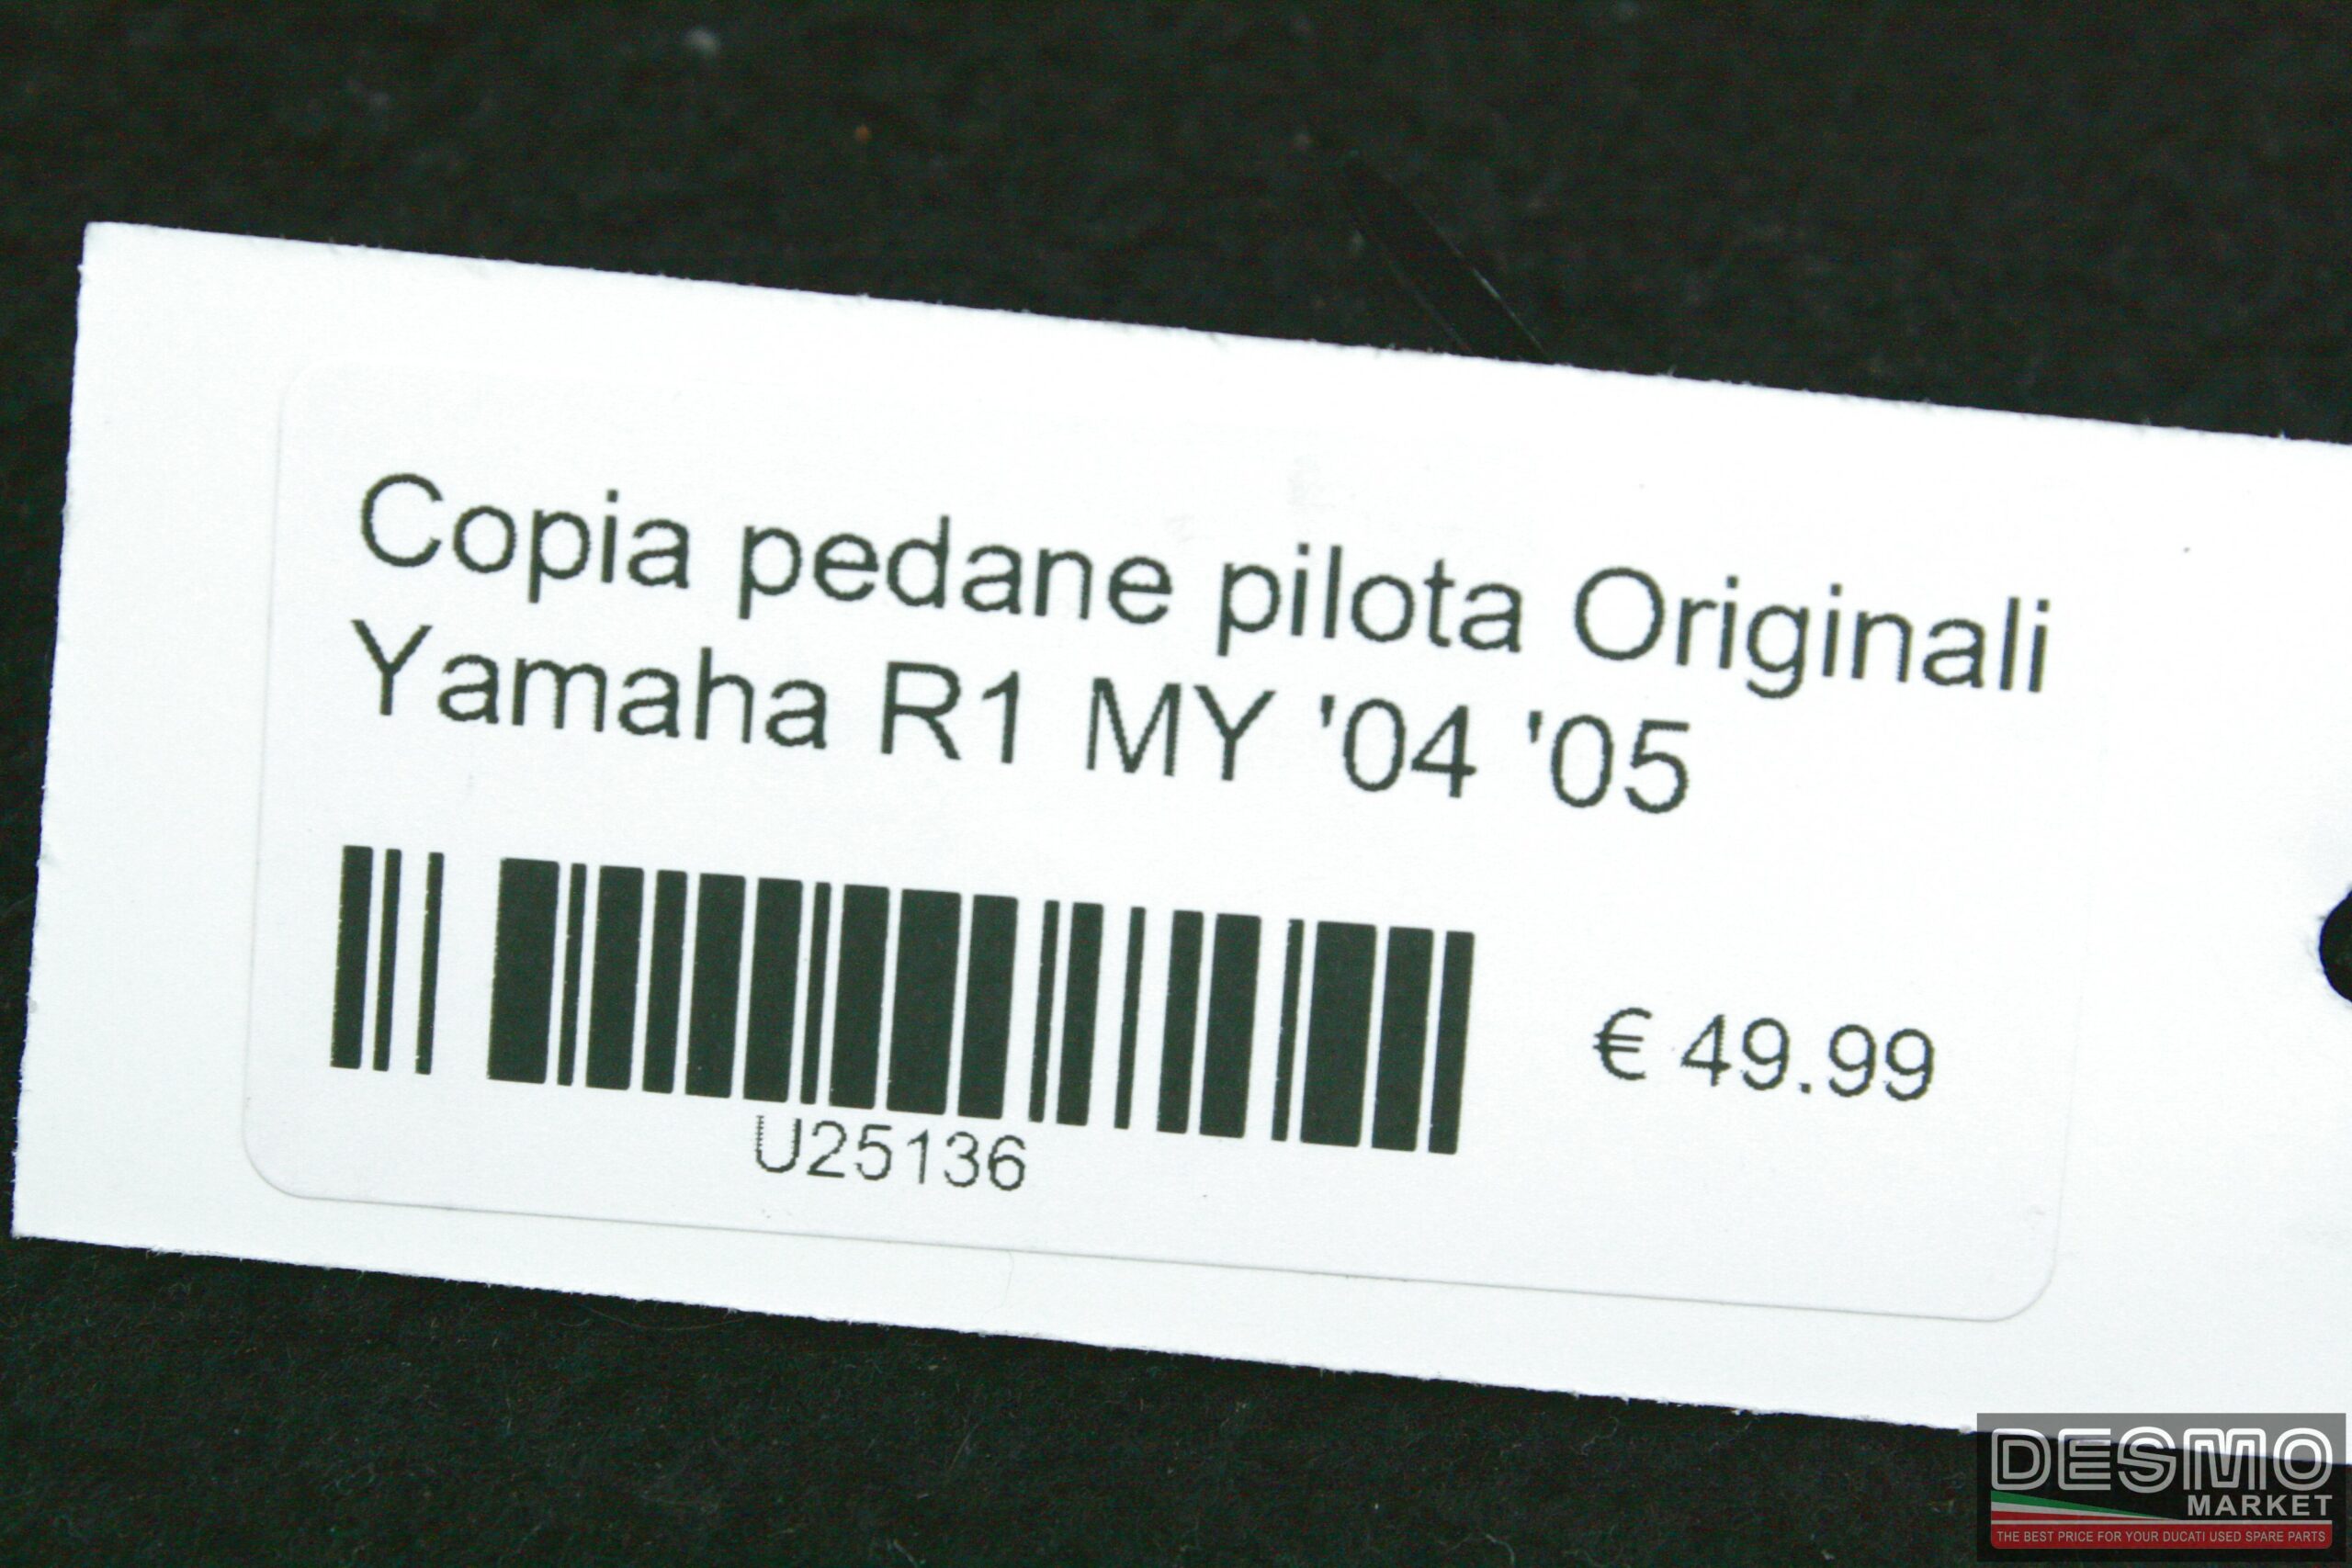 Copia pedane pilota Originali
Yamaha R1 MY '04 '05
€ 49.99
U25136
DESMO
MARKET
THE BEST PRICE FOR YOUR DUCATI USED SPARE PARTS